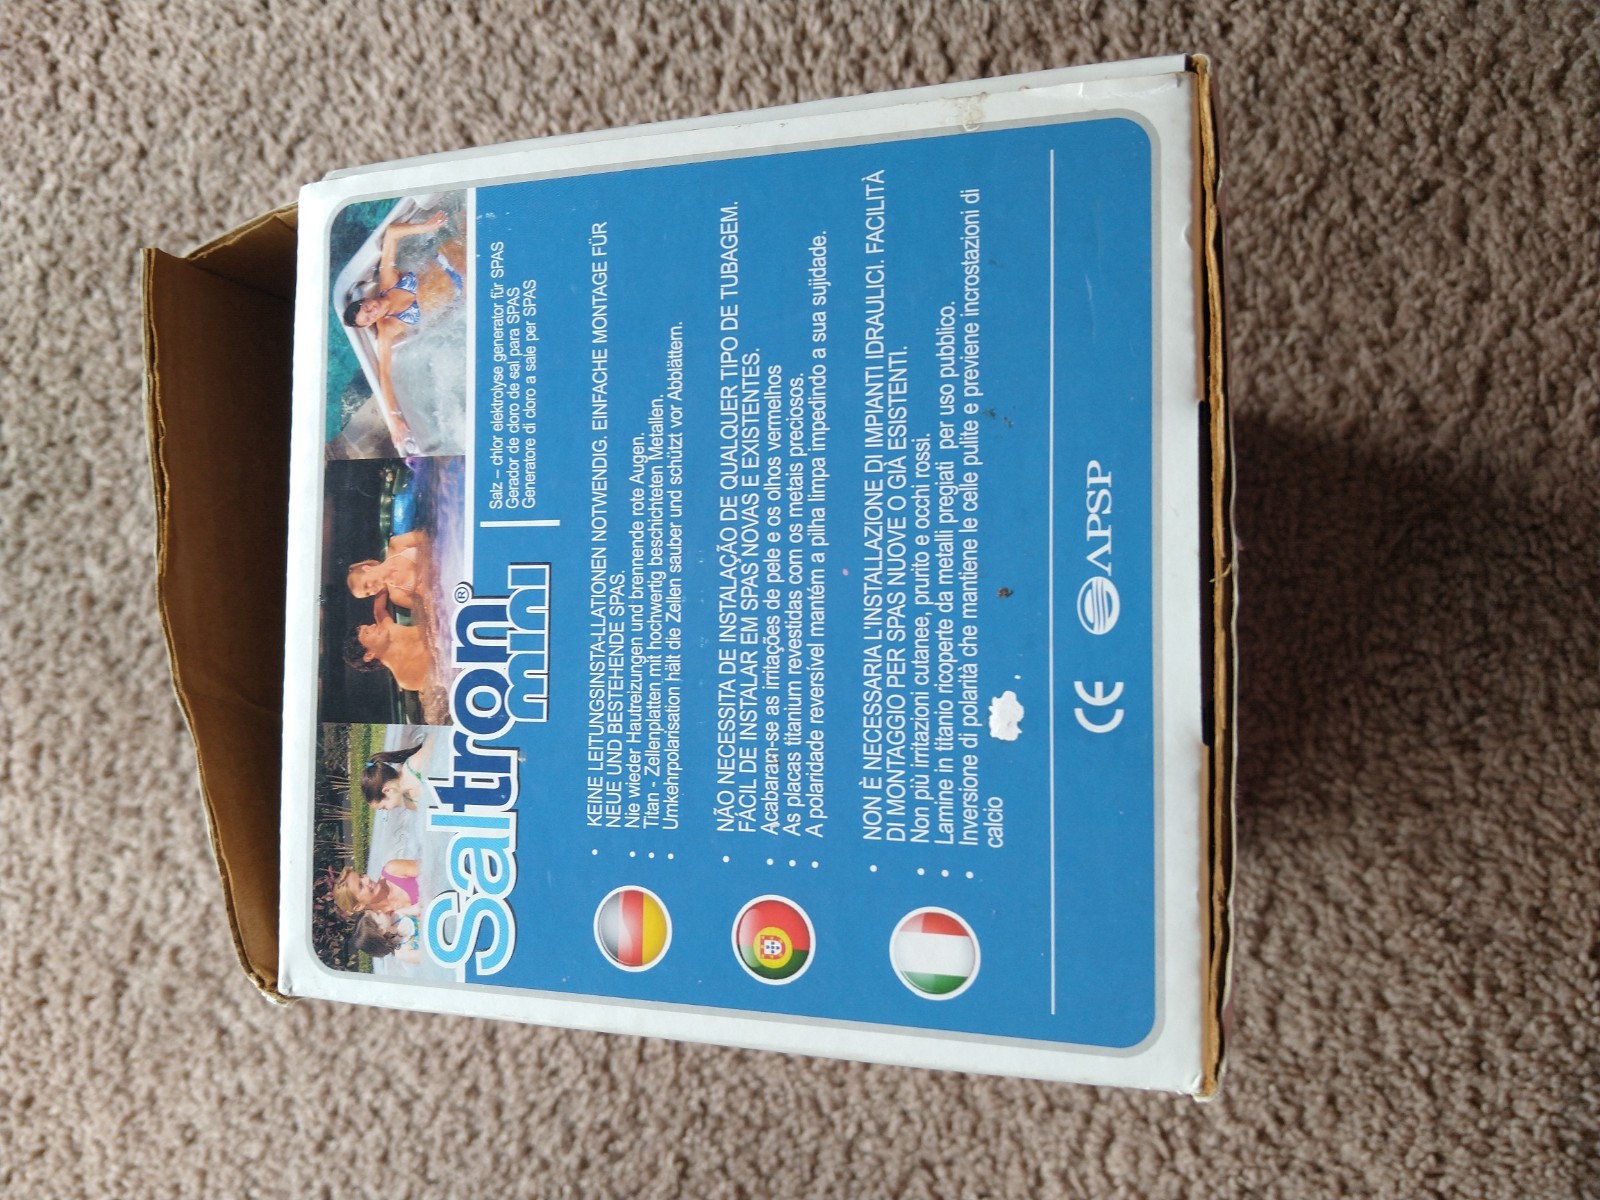 Saltron®
mini
Salz – chlor elektrolyse generator für SPAS
Gerador de cloro de sal para SPAS
Generatore di cloro a sale per SPAS
• KEINE LEITUNGSINSTA-LLATIONEN NOTWENDIG. EINFACHE MONTAGE FÜR
NEUE UND BESTEHENDE SPAS.
• Nie wieder Hautreizungen und brennende rote Augen.
• Titan - Zellenplatten mit hochwertig beschichteten Metallen.
• Umkehrpolarisation hält die Zellen sauber und schützt vor Abblättern.
• NÃO NECESSITA DE INSTALAÇÃO DE QUALQUER TIPO DE TUBAGEM.
FÁCIL DE INSTALAR EM SPAS NOVAS E EXISTENTES.
• Acabaram-se as irritações de pele e os olhos vermelhos
• As placas titanium revestidas com os metais preciosos.
• A polaridade reversível mantém a pilha limpa impedindo a sua sujidade.
• NON È NECESSARIA L'INSTALLAZIONE DI IMPIANTI IDRAULICI. FACILITÀ
DI MONTAGGIO PER SPAS NUOVE O GIÀ ESISTENTI.
• Non più irritazioni cutanee, prurito e occhi rossi.
• Lamine in titanio ricoperte da metalli pregiati per uso pubblico.
• Inversione di polarità che mantiene le celle pulite e previene incrostazioni di
calcio
CE APSP